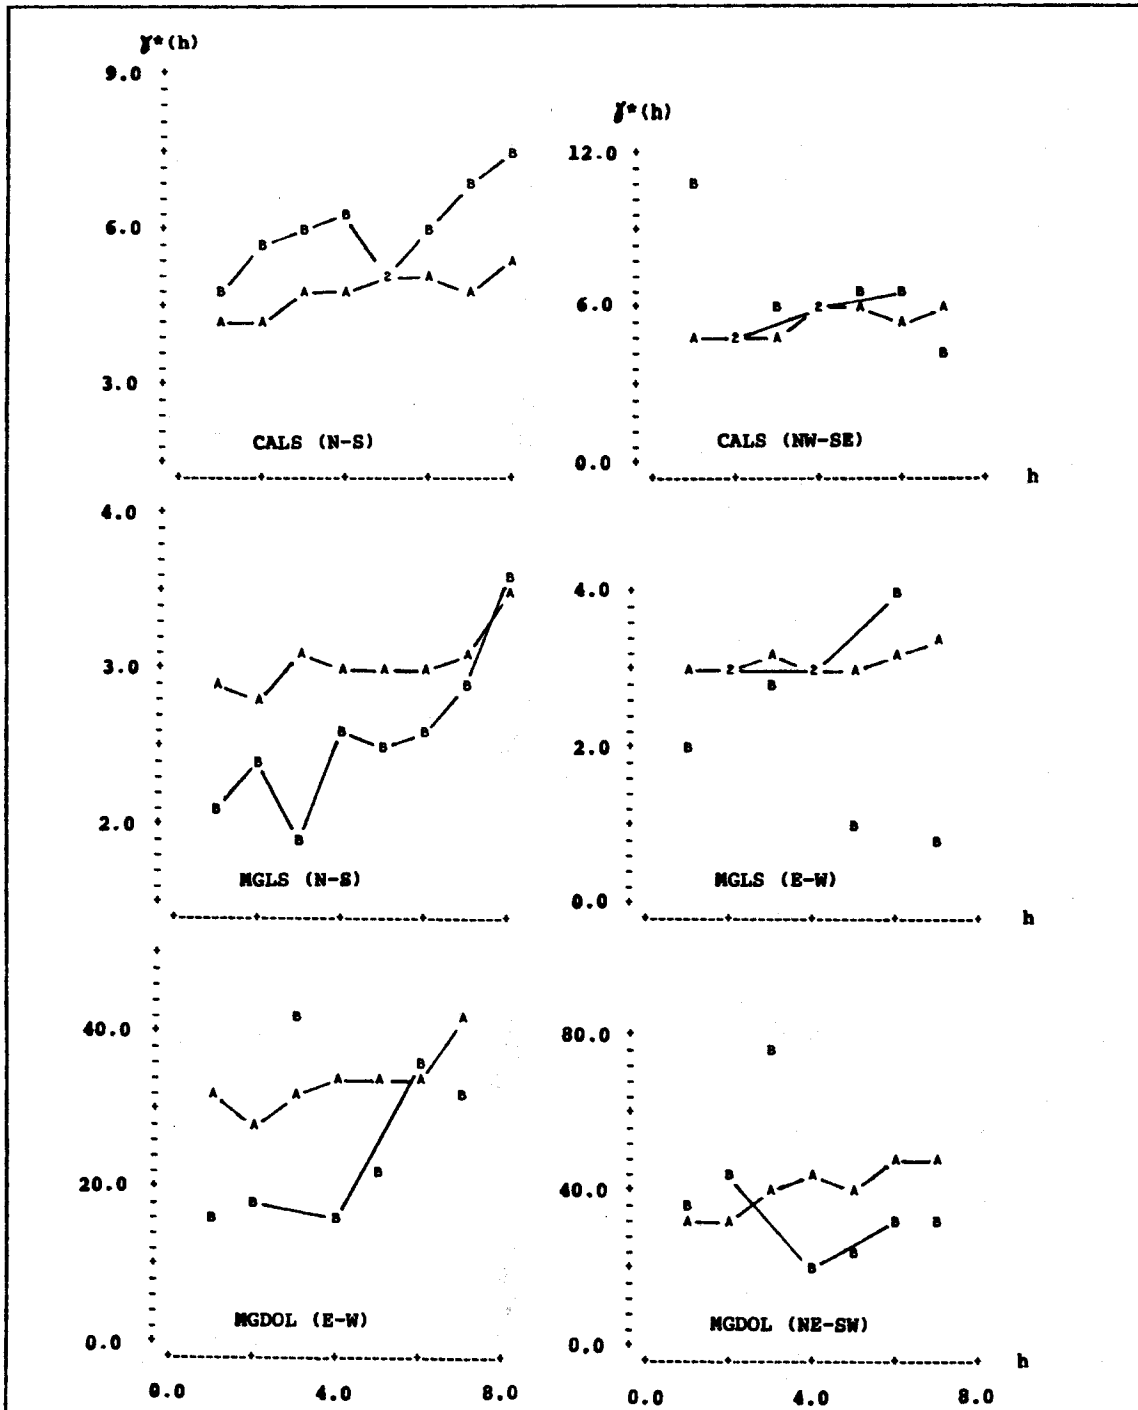 γ*(h)
9.0
6.0
3.0
CALS (N-S)
γ*(h)
12.0
6.0
0.0
CALS (NW-SE)
h
4.0
3.0
2.0
MGLS (N-S)
4.0
2.0
0.0
MGLS (E-W)
h
40.0
20.0
0.0
MGDOL (E-W)
0.0 4.0 8.0
80.0
40.0
0.0
MGDOL (NE-SW)
h
0.0 4.0 8.0